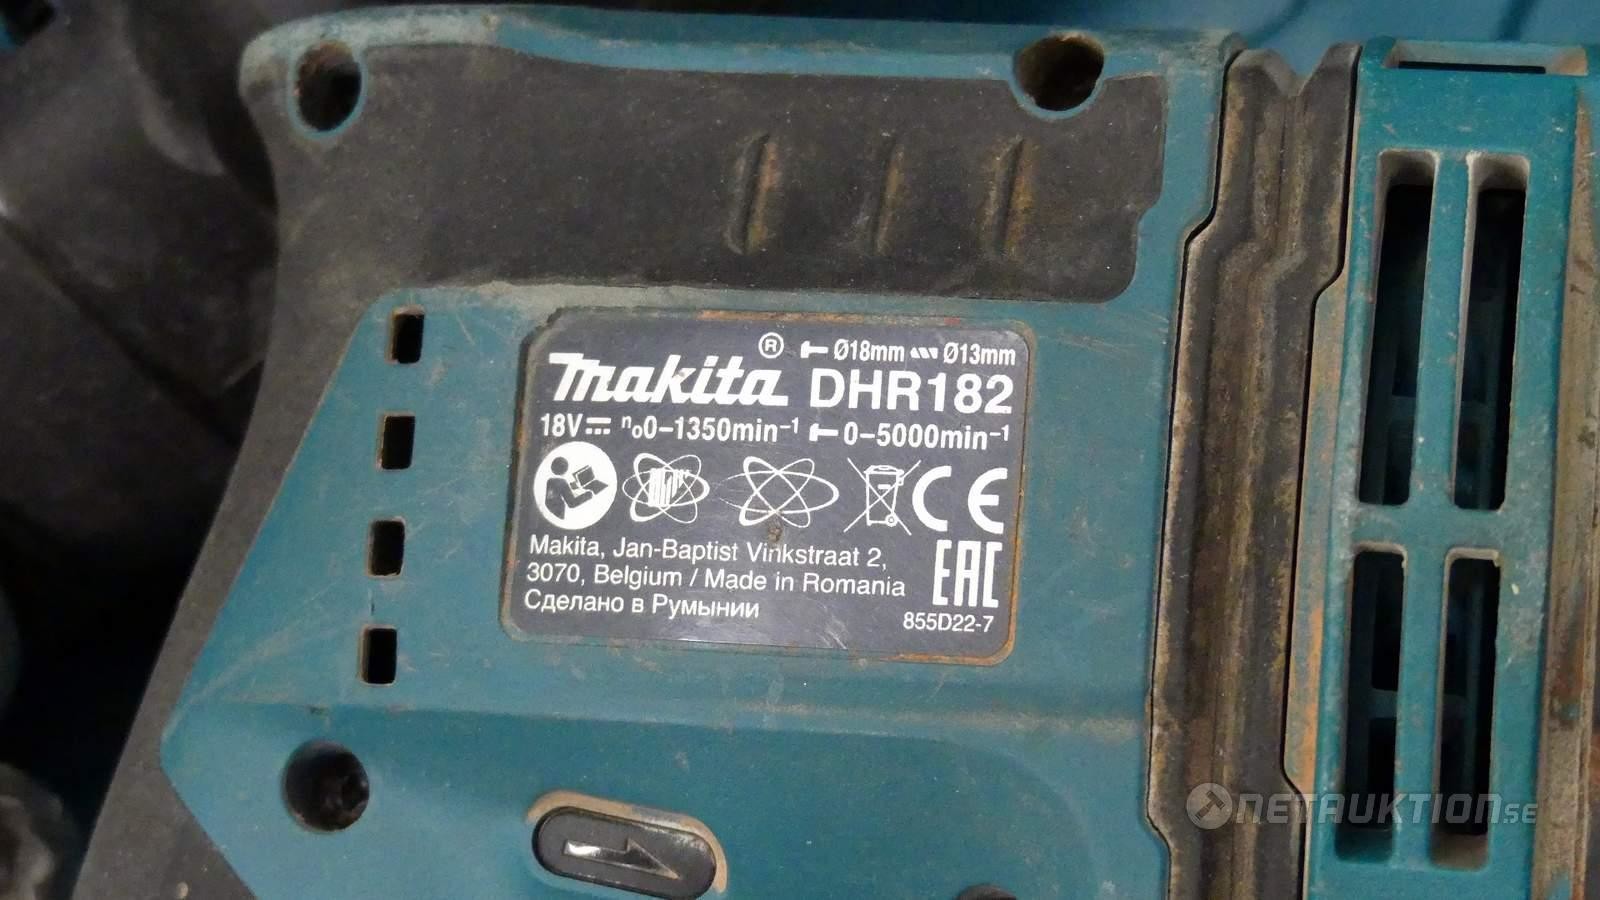 makita® Ø18mm Ø13mm
DHR182
18V n₀0-1350min⁻¹ 0-5000min⁻¹
CE
Makita, Jan-Baptist Vinkstraat 2,
3070, Belgium / Made in Romania
Сделано в Румынии
EAC
855D22-7
NETAUKTION.SE